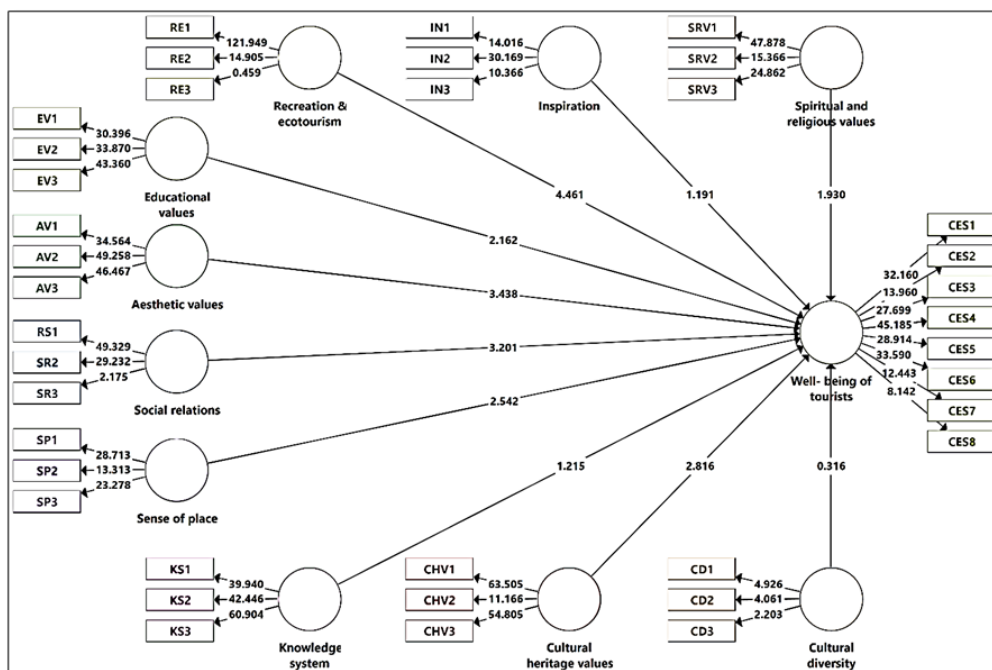 RE1
121.949
RE2
14.905
RE3
0.459
Recreation &
ecotourism
IN1
14.016
IN2
30.169
IN3
10.366
Inspiration
SRV1
47.878
SRV2
15.366
SRV3
24.862
Spiritual and
religious values
EV1
30.396
EV2
33.870
EV3
43.360
Educational
values
4.461
1.191
1.930
AV1
34.564
AV2
49.258
AV3
46.467
Aesthetic values
2.162
3.438
RS1
49.329
SR2
29.232
SR3
2.175
Social relations
3.201
CES1
32.160
CES2
13.960
CES3
27.699
CES4
45.185
CES5
28.914
CES6
33.590
CES7
12.443
CES8
8.142
Well- being of
tourists
SP1
28.713
SP2
13.313
SP3
23.278
Sense of place
2.542
1.215
2.816
0.316
KS1
39.940
KS2
42.446
KS3
60.904
Knowledge
system
CHV1
63.505
CHV2
11.166
CHV3
54.805
Cultural
heritage values
CD1
4.926
CD2
4.061
CD3
2.203
Cultural
diversity